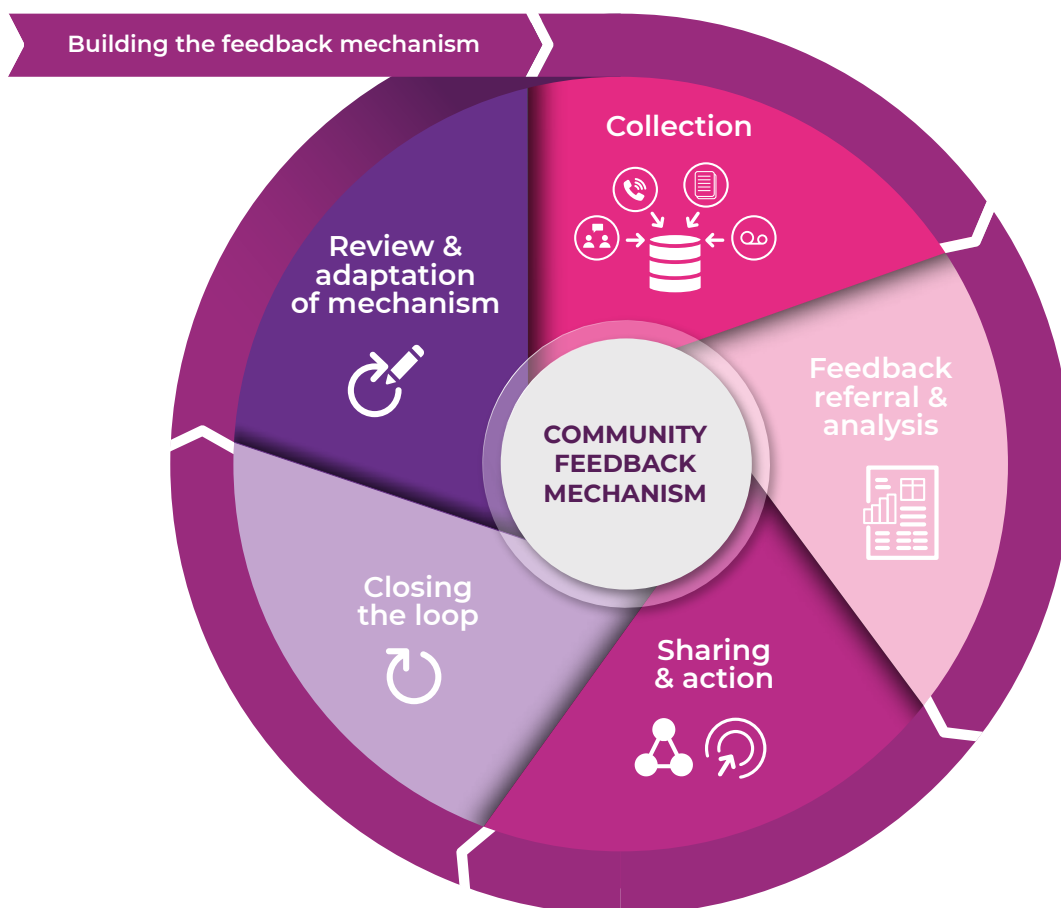 Building the feedback mechanism
Collection
Feedback
referral &
analysis
Sharing
& action
Closing
the loop
Review &
adaptation
of mechanism
COMMUNITY
FEEDBACK
MECHANISM